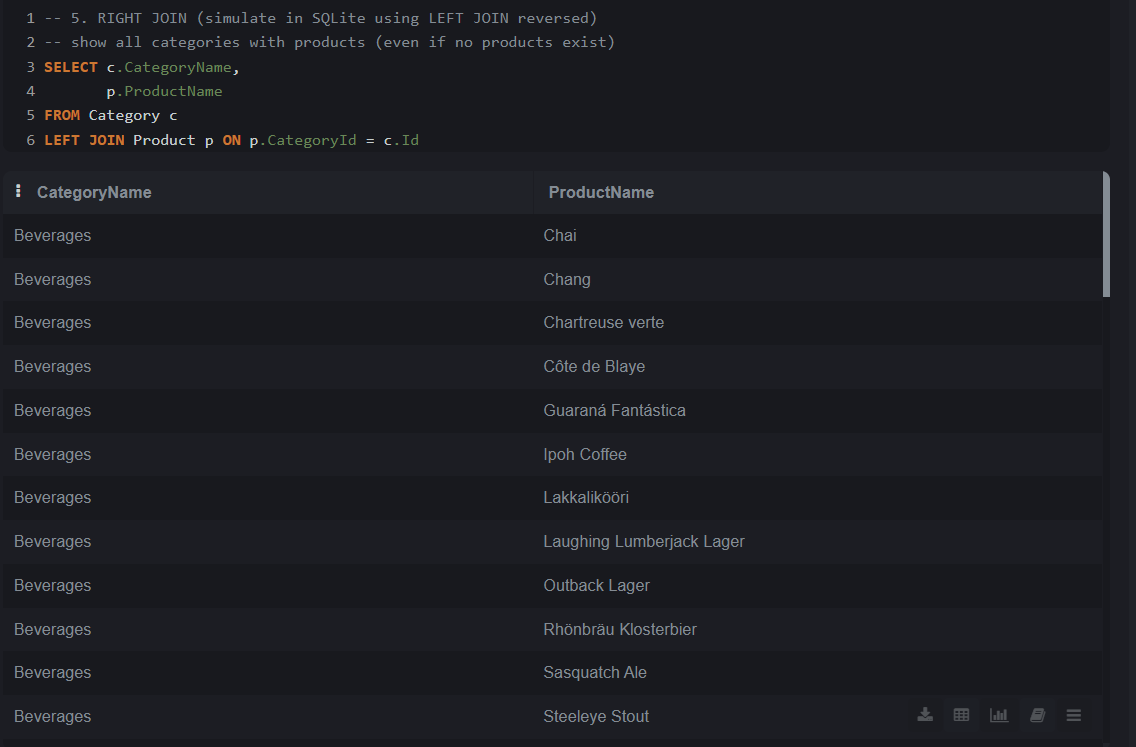 1 -- 5. RIGHT JOIN (simulate in SQLite using LEFT JOIN reversed)
2 -- show all categories with products (even if no products exist)
3 SELECT c.CategoryName,
4        p.ProductName
5 FROM Category c
6 LEFT JOIN Product p ON p.CategoryId = c.Id
CategoryName ProductName
Beverages Chai
Beverages Chang
Beverages Chartreuse verte
Beverages Côte de Blaye
Beverages Guaraná Fantástica
Beverages Ipoh Coffee
Beverages Lakkalikööri
Beverages Laughing Lumberjack Lager
Beverages Outback Lager
Beverages Rhönbräu Klosterbier
Beverages Sasquatch Ale
Beverages Steeleye Stout